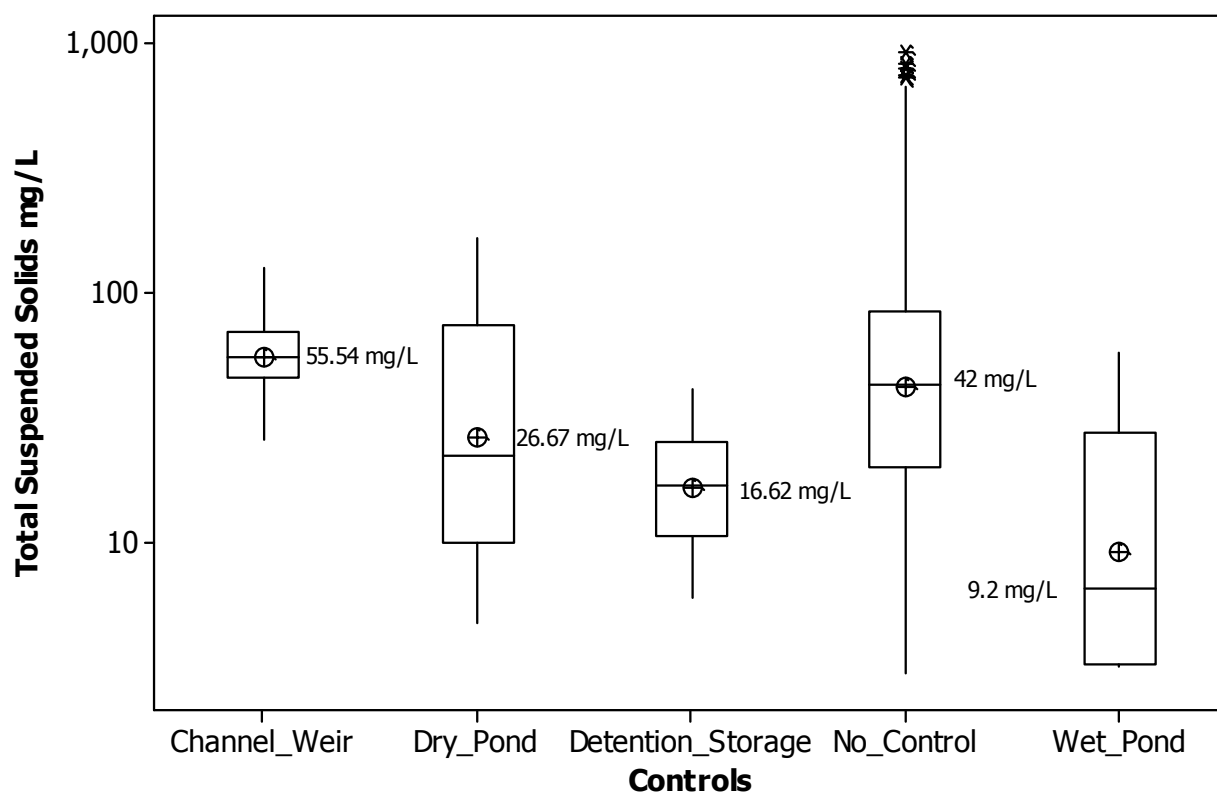 Total Suspended Solids mg/L
1,000
100
10
55.54 mg/L
26.67 mg/L
16.62 mg/L
42 mg/L
9.2 mg/L
Channel_Weir Dry_Pond Detention_Storage No_Control Wet_Pond
Controls